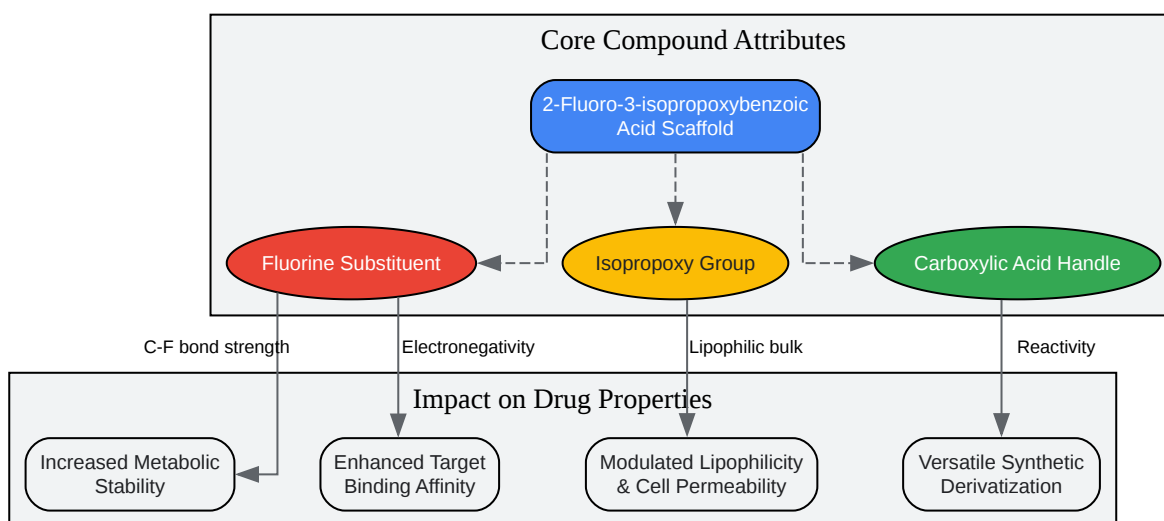 Core Compound Attributes
2-Fluoro-3-isopropoxybenzoic
Acid Scaffold
Fluorine Substituent
Isopropoxy Group
Carboxylic Acid Handle
C-F bond strength
Electronegativity
Lipophilic bulk
Reactivity
Impact on Drug Properties
Increased Metabolic
Stability
Enhanced Target
Binding Affinity
Modulated Lipophilicity
& Cell Permeability
Versatile Synthetic
Derivatization